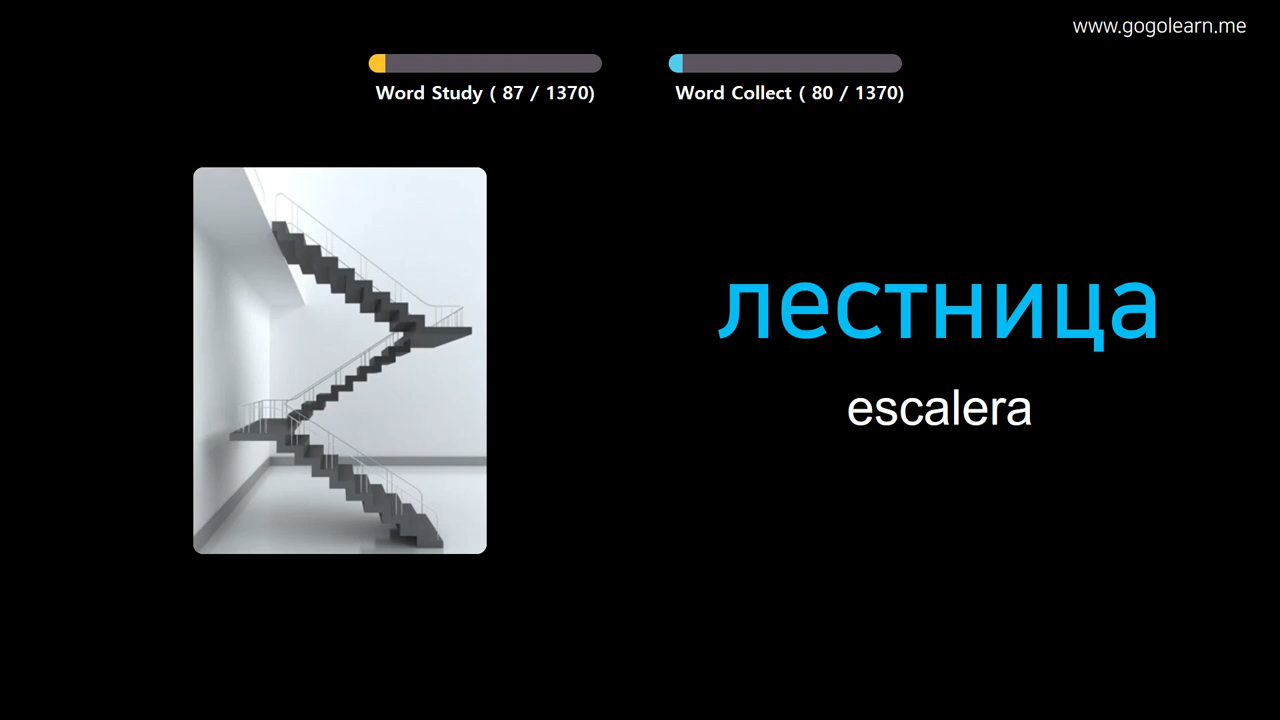 www.gogolearn.me
Word Study ( 87 / 1370)
Word Collect ( 80 / 1370)
лестница
escalera